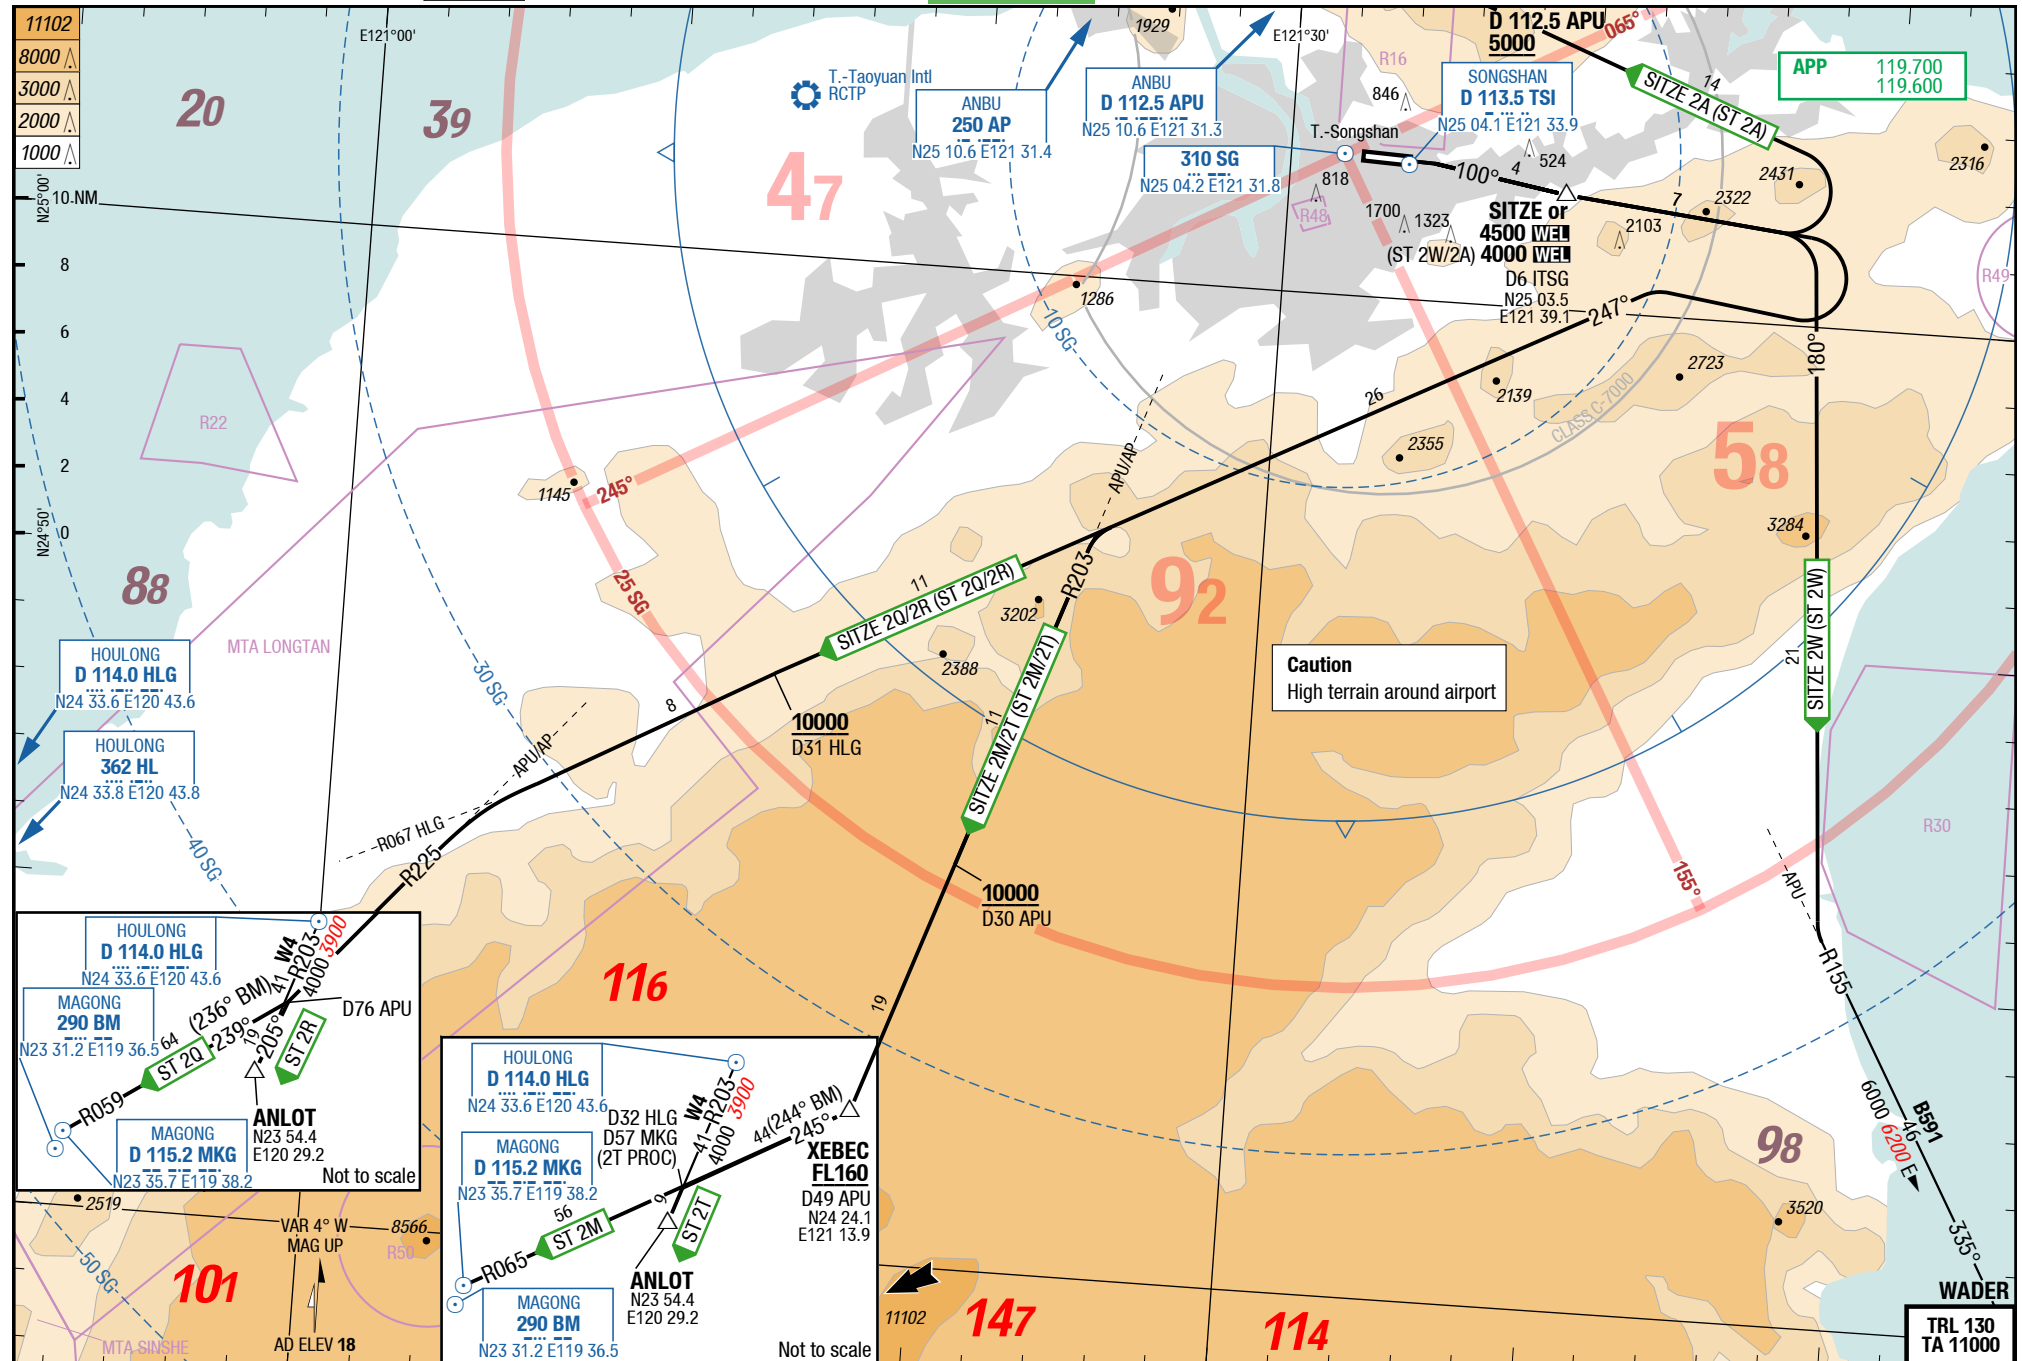 11102
8000
3000
2000
1000
20
39
47
88
92
58
98
116
101
147
114
E121°00'
E121°30'
N25°00'
N24°50'
10 NM
8
6
4
2
0
T.-Taoyuan Intl
RCTP
1929
ANBU
250 AP
N25 10.6 E121 31.4
ANBU
D 112.5 APU
N25 10.6 E121 31.3
310 SG
N25 04.2 E121 31.8
SONGSHAN
D 113.5 TSI
N25 04.1 E121 33.9
T.-Songshan
R16
846
818
R48
1700
1323
524
D 112.5 APU
5000
065°
14
SITZE 2A (ST 2A)
APP 119.700
119.600
2431
2316
2322
2103
100°
4
7
SITZE or
4500 WEL
(ST 2W/2A) 4000 WEL
D6 ITSG
N25 03.5
E121 39.1
R49
247°
180°
1286
10 SG
26
2139
2723
CLASS C-7000
2355
3284
R22
1145
245°
25 SG
APU/AP
R203
11
SITZE 2Q/2R (ST 2Q/2R)
3202
2388
11
SITZE 2M/2T (ST 2M/2T)
21
SITZE 2W (ST 2W)
Caution
High terrain around airport
MTA LONGTAN
HOULONG
D 114.0 HLG
N24 33.6 E120 43.6
HOULONG
362 HL
N24 33.8 E120 43.8
30 SG
8
10000
D31 HLG
APU/AP
R067 HLG
R225
40 SG
R30
155°
APU
R155
10000
D30 APU
19
6000 6200 E
46
B591
335°
WADER
TRL 130
TA 11000
3520
HOULONG
D 114.0 HLG
N24 33.6 E120 43.6
W4
41
R203
4000
3900
MAGONG
290 BM
N23 31.2 E119 36.5
64
(236° BM)
239°
19
205°
D76 APU
ST 2Q
ST 2R
R059
ANLOT
N23 54.4
E120 29.2
MAGONG
D 115.2 MKG
N23 35.7 E119 38.2
Not to scale
HOULONG
D 114.0 HLG
N24 33.6 E120 43.6
W4
41
R203
4000
3900
D32 HLG
D57 MKG
(2T PROC)
44
(244° BM)
245°
XEBEC
FL160
D49 APU
N24 24.1
E121 13.9
MAGONG
D 115.2 MKG
N23 35.7 E119 38.2
56
9
ST 2M
ST 2T
R065
ANLOT
N23 54.4
E120 29.2
MAGONG
290 BM
N23 31.2 E119 36.5
Not to scale
2519
8566
VAR 4° W
MAG UP
R50
50 SG
MTA SINSHE
AD ELEV 18
11102